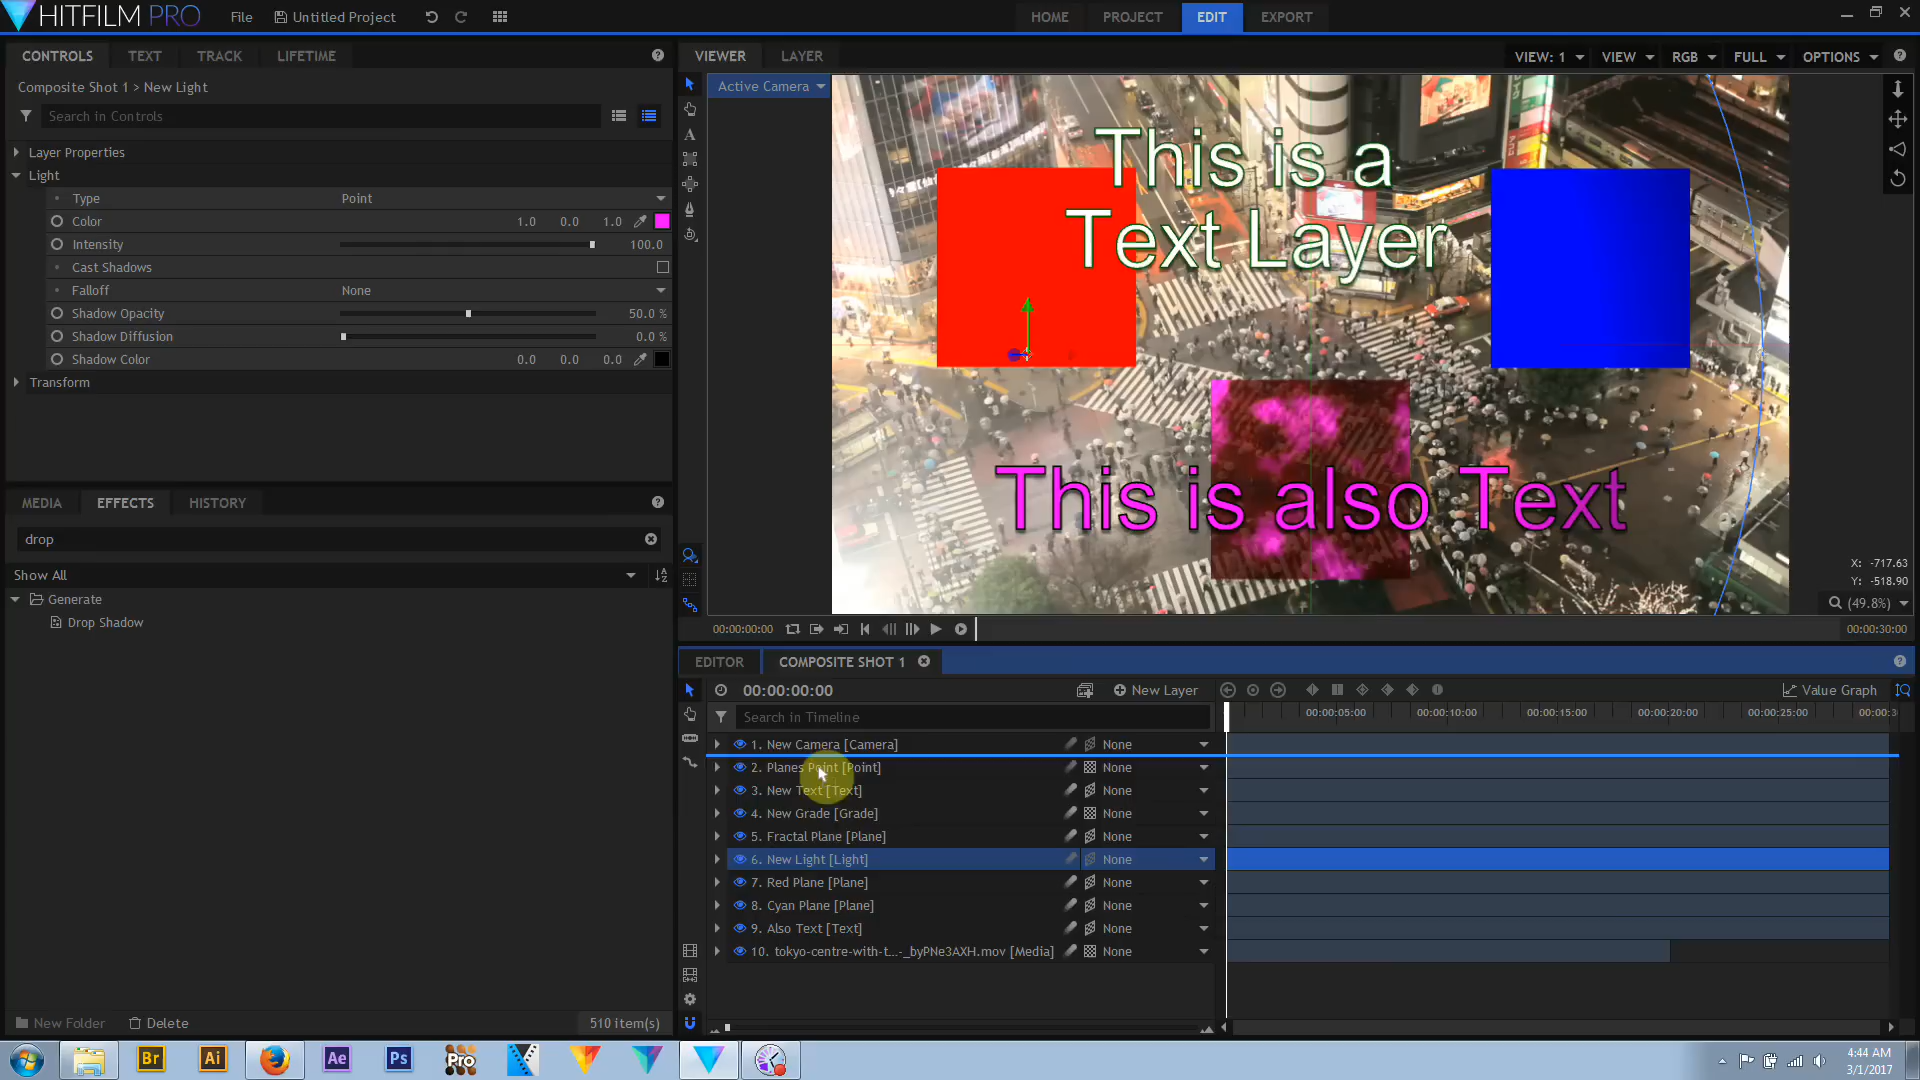 HITFILM PRO
File
Untitled Project
HOME
PROJECT
EDIT
EXPORT
CONTROLS
TEXT
TRACK
LIFETIME
Composite Shot 1 > New Light
Search in Controls
Layer Properties
Light
Type
Point
Color
1.0
0.0
1.0
Intensity
100.0
Cast Shadows
Falloff
None
Shadow Opacity
50.0 %
Shadow Diffusion
0.0 %
Shadow Color
0.0
0.0
0.0
Transform
VIEWER
LAYER
VIEW: 1
VIEW
RGB
FULL
OPTIONS
Active Camera
This is a
Text Layer
This is also Text
X: -717.63
Y: -518.90
(49.8%)
00:00:00:00
00:00:30:00
MEDIA
EFFECTS
HISTORY
drop
Show All
Generate
Drop Shadow
New Folder
Delete
510 item(s)
EDITOR
COMPOSITE SHOT 1
00:00:00:00
New Layer
Value Graph
Search in Timeline
00:00:05:00
00:00:10:00
00:00:15:00
00:00:20:00
00:00:25:00
00:00:3
1. New Camera [Camera]
None
2. Planes Point [Point]
None
3. New Text [Text]
None
4. New Grade [Grade]
None
5. Fractal Plane [Plane]
None
6. New Light [Light]
None
7. Red Plane [Plane]
None
8. Cyan Plane [Plane]
None
9. Also Text [Text]
None
10. tokyo-centre-with-t...-_byPNe3AXH.mov [Media]
None
Br
Ai
Ae
Ps
Pro
4:44 AM
3/1/2017